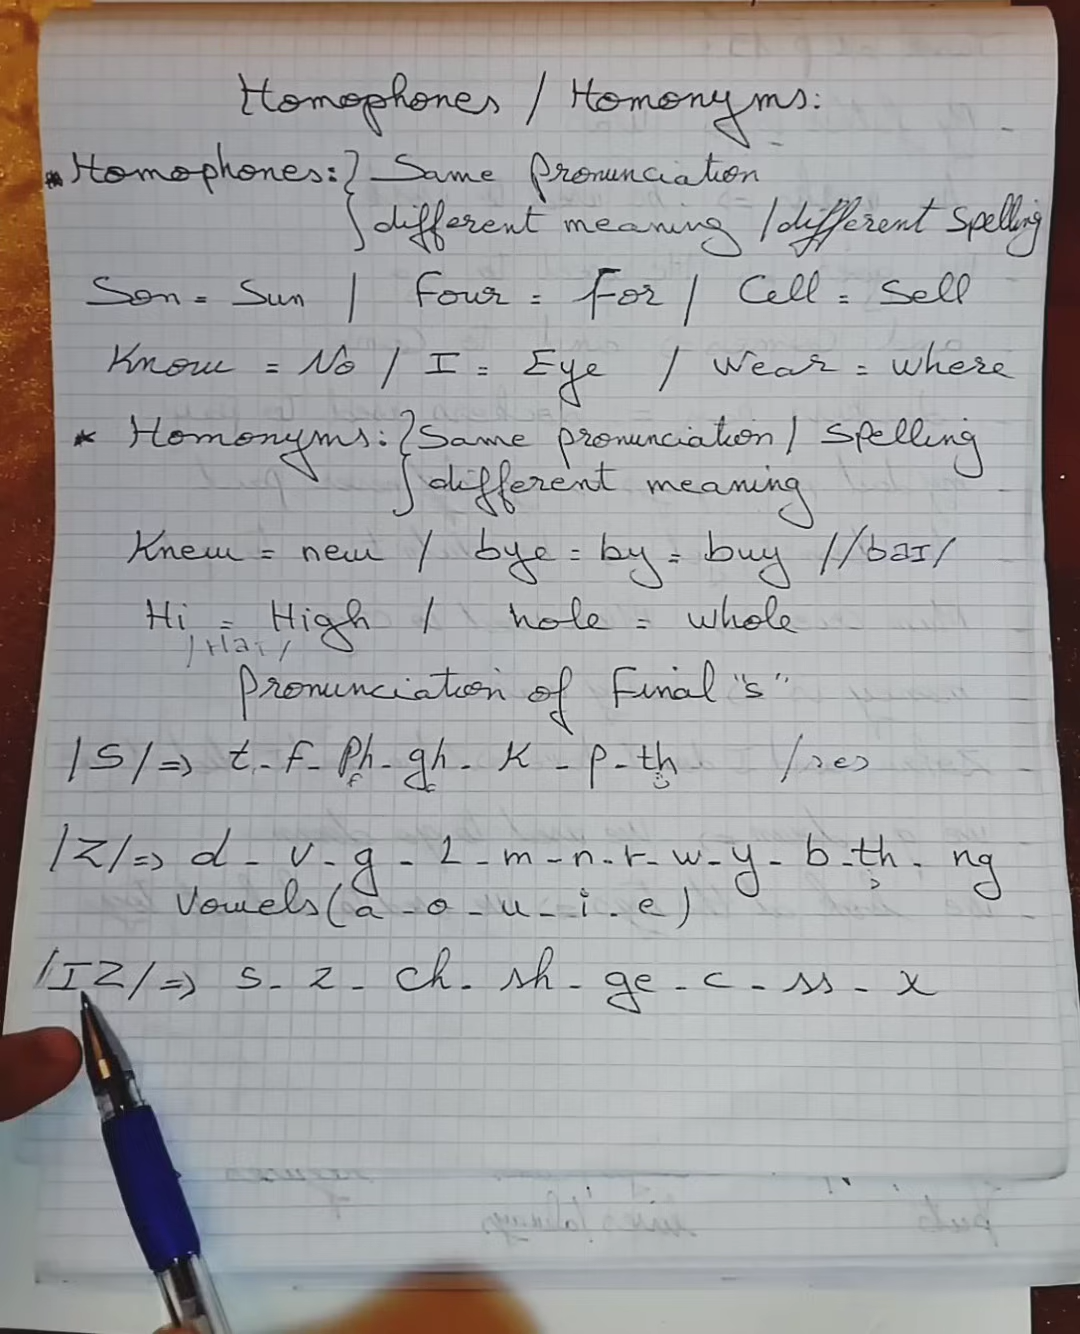 Homophones / Homonyms:
* Homophones: } Same pronunciation
different meaning / different spelling
Son = Sun / Four = For / Cell = Sell
Know = No / I = Eye / Wear = where
* Homonyms: } Same pronunciation / spelling
different meaning
Knew = new / bye = by = buy // baI /
Hi = High / hole = whole
/Hai/
Pronunciation of Final "s"
/S/ => t - f - Ph - gh - K - p - th
f f
/Z/ => d - v - g - l - m - n - r - w - y - b - th - ng
Vowels (a - o - u - i - e)
/IZ/ => s - z - ch - sh - ge - c - ss - x